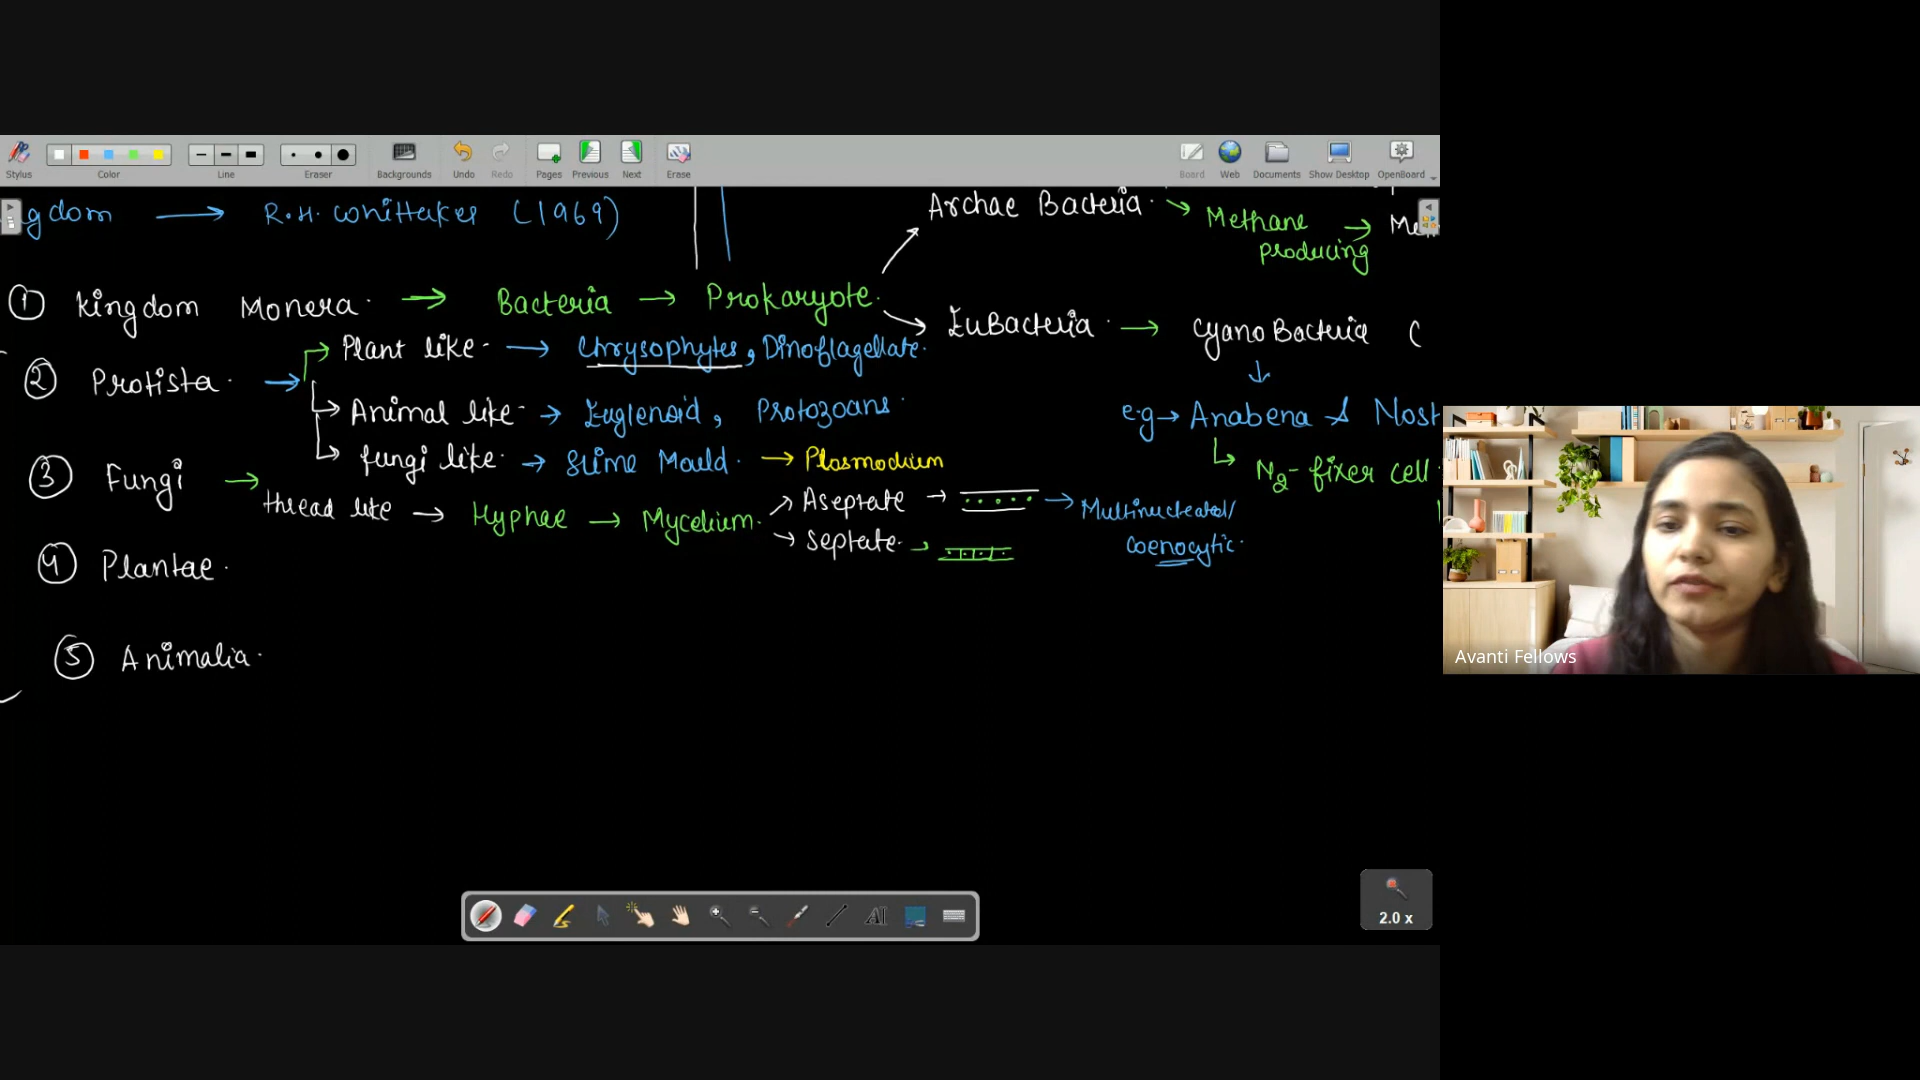 Stylus Color Line Eraser Backgrounds Undo Redo Pages Previous Next Erase Board Web Documents Show Desktop OpenBoard
gdom → R.H. Whittaker (1969)
Archae Bacteria → Methane producing →
① Kingdom Monera → Bacteria → Prokaryote
EuBacteria → Cyano Bacteria (
② Protista →
Plant like → Chrysophytes, Dinoflagellate
Animal like → Euglenoid, Protozoans
fungi like → Slime Mould → Plasmodium
e.g → Anabena & Nost
N2-fixer cell
③ Fungi → thread like → Hyphae → Mycelium
Aseptate → → Multinucleated/ Coenocytic
Septate →
④ Plantae
⑤ Animalia
Avanti Fellows
2.0 x